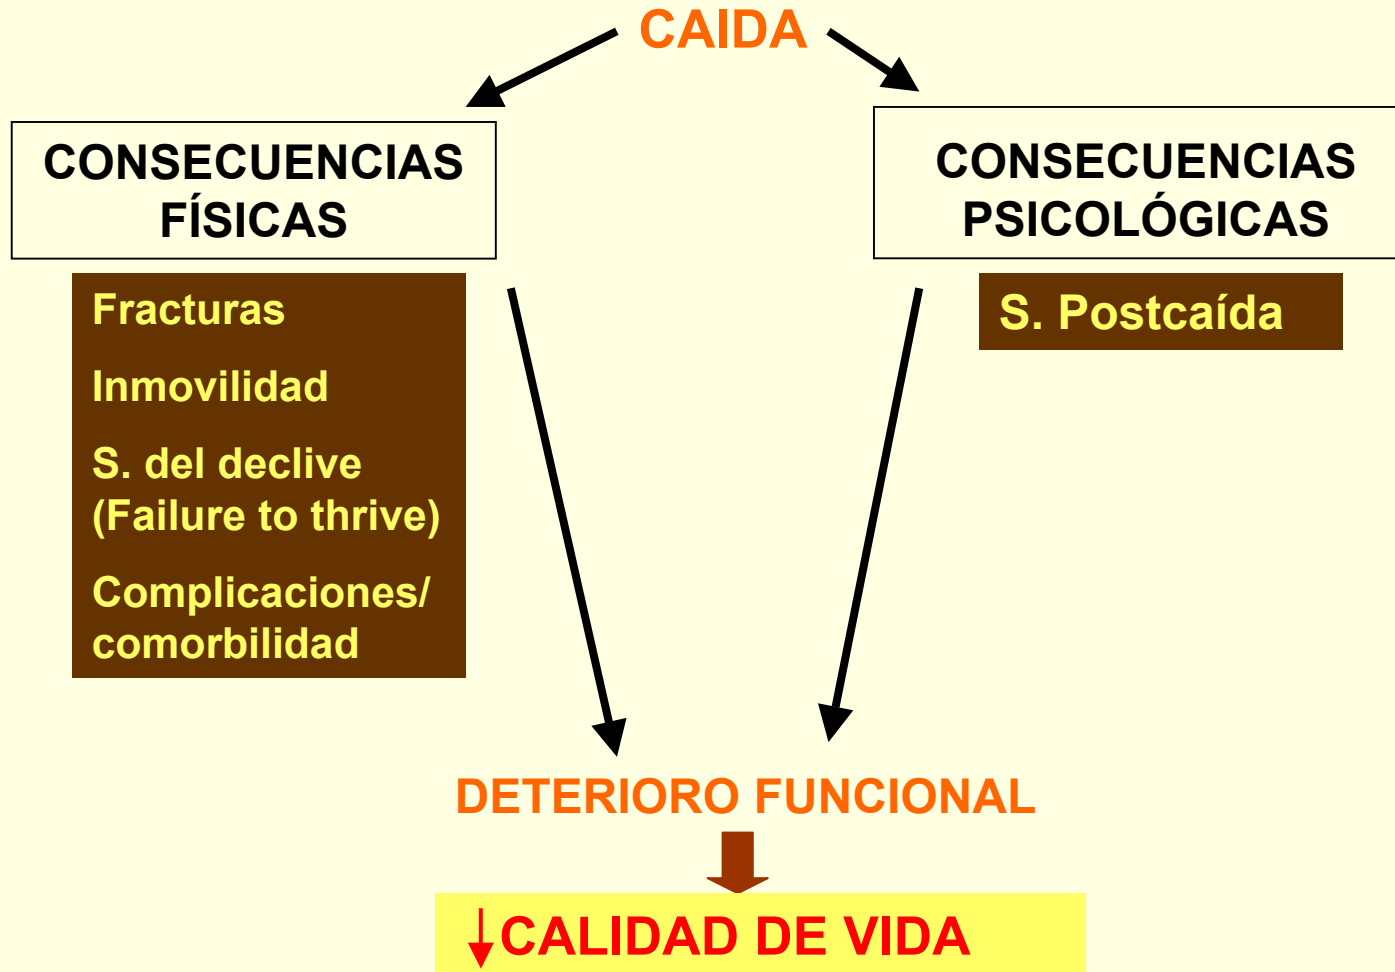 CAIDA
CONSECUENCIAS
FÍSICAS
Fracturas
Inmovilidad
S. del declive
(Failure to thrive)
Complicaciones/
comorbilidad
CONSECUENCIAS
PSICOLÓGICAS
S. Postcaída
DETERIORO FUNCIONAL
↓CALIDAD DE VIDA